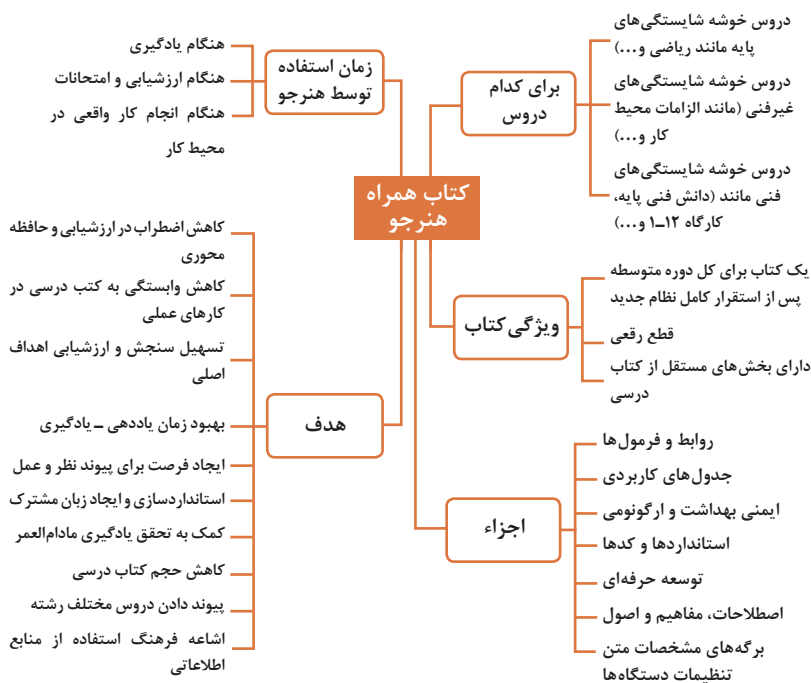 کتاب همراه
هنرجو
برای کدام
دروس
دروس خوشه شایستگی‌های
پایه مانند ریاضی و...)
دروس خوشه شایستگی‌های
غیرفنی (مانند الزامات محیط
کار و...)
دروس خوشه شایستگی‌های
فنی مانند (دانش فنی پایه،
کارگاه ۱۲ـ۱ و...)
ویژگی کتاب
یک کتاب برای کل دوره متوسطه
پس از استقرار کامل نظام جدید
قطع رقعی
دارای بخش‌های مستقل از کتاب
درسی
اجزاء
روابط و فرمول‌ها
جدول‌های کاربردی
ایمنی بهداشت و ارگونومی
استانداردها و کدها
توسعه حرفه‌ای
اصطلاحات، مفاهیم و اصول
برگه‌های مشخصات متن
تنظیمات دستگاه‌ها
زمان استفاده
توسط هنرجو
هنگام یادگیری
هنگام ارزشیابی و امتحانات
هنگام انجام کار واقعی در
محیط کار
هدف
کاهش اضطراب در ارزشیابی و حافظه
محوری
کاهش وابستگی به کتب درسی در
کارهای عملی
تسهیل سنجش و ارزشیابی اهداف
اصلی
بهبود زمان یاددهی ـ یادگیری
ایجاد فرصت برای پیوند نظر و عمل
استانداردسازی و ایجاد زبان مشترک
کمک به تحقق یادگیری مادام‌العمر
کاهش حجم کتاب درسی
پیوند دادن دروس مختلف رشته
اشاعه فرهنگ استفاده از منابع
اطلاعاتی